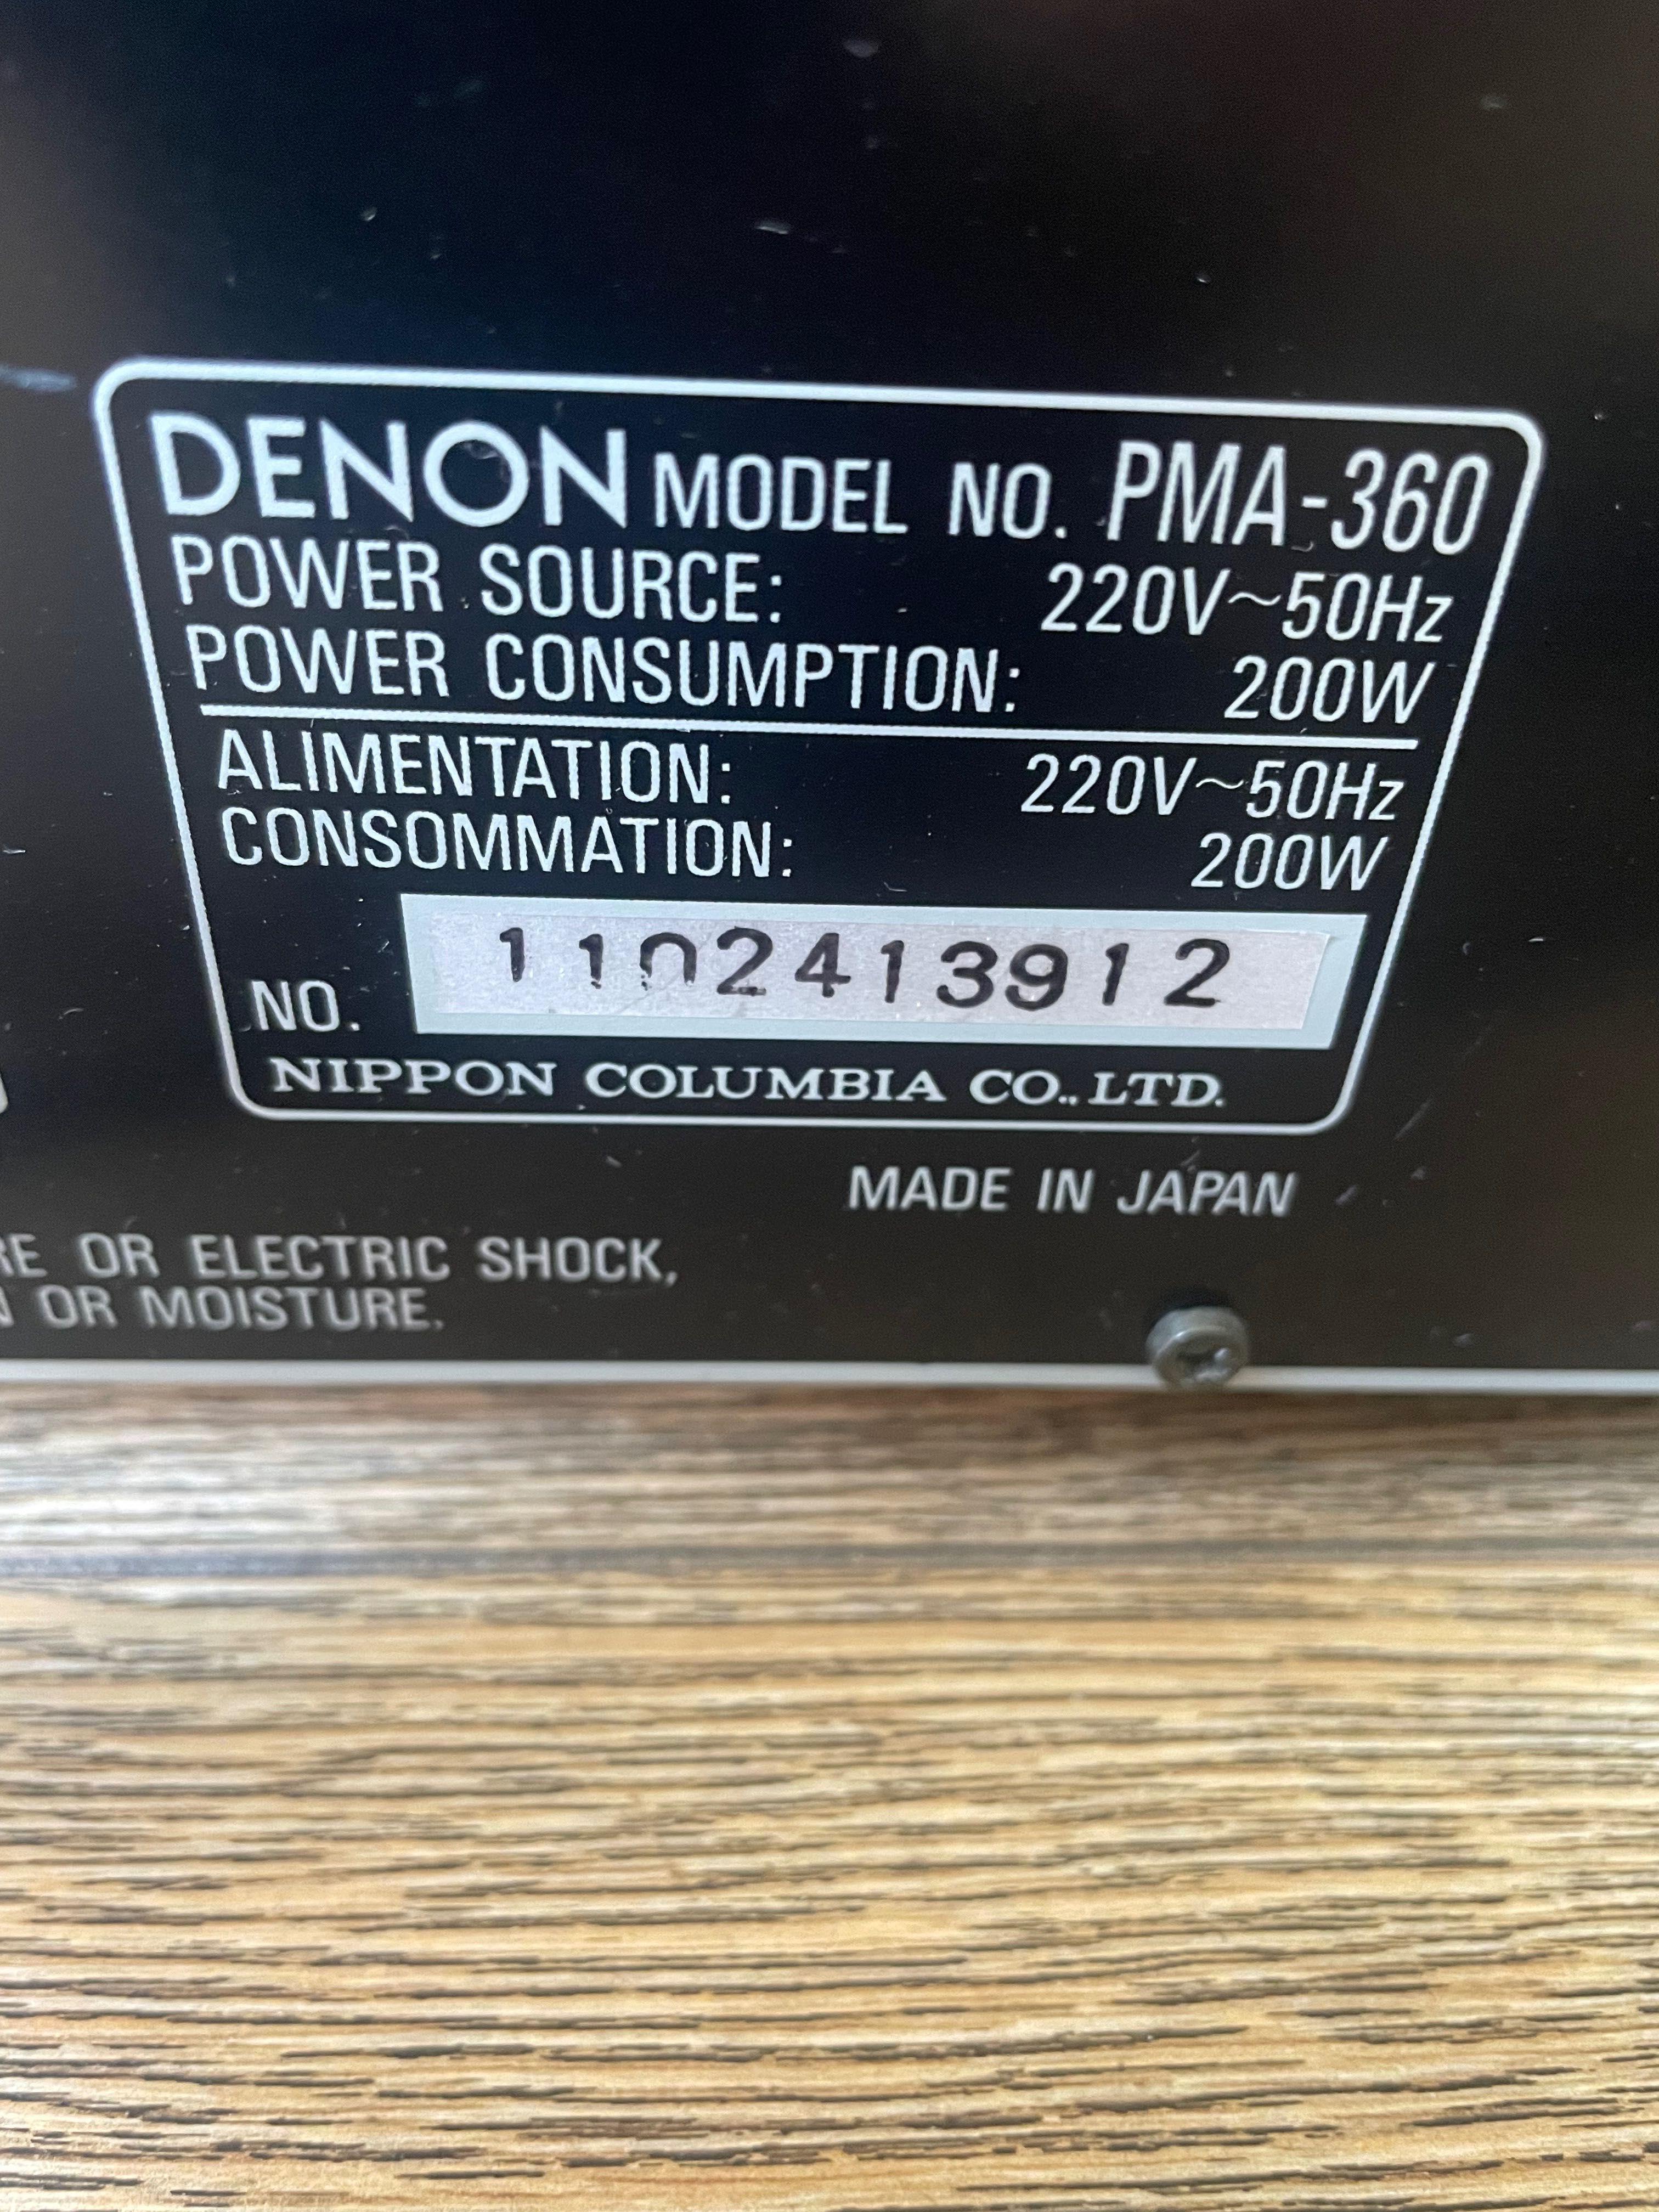 DENON MODEL NO. PMA-360
POWER SOURCE: 220V~50Hz
POWER CONSUMPTION: 200W
ALIMENTATION: 220V~50Hz
CONSOMMATION: 200W
NO. 1102413912
NIPPON COLUMBIA CO., LTD.
MADE IN JAPAN
OR ELECTRIC SHOCK,
OR MOISTURE.